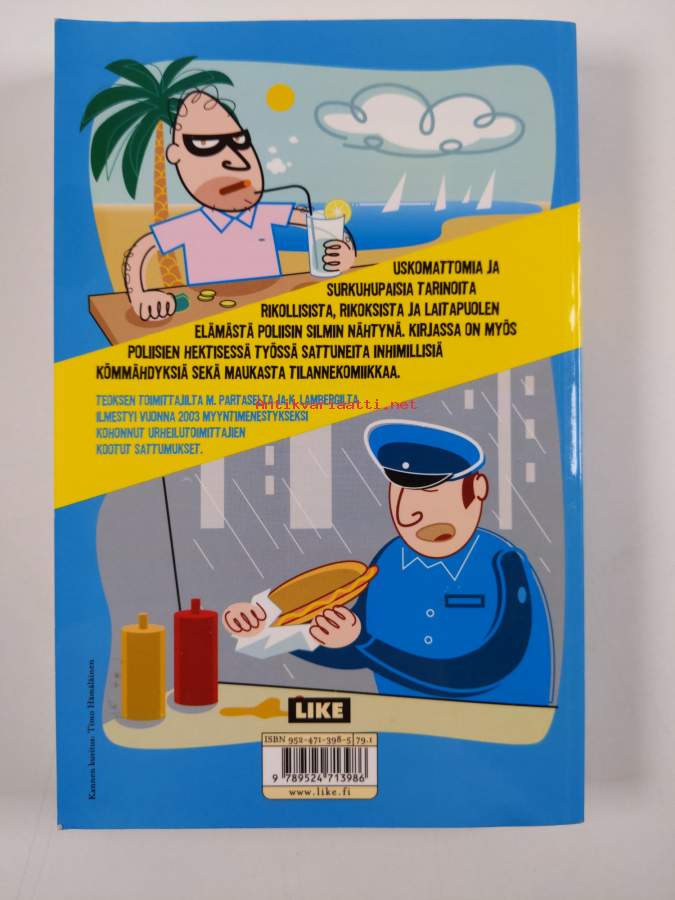 USKOMATTOMIA JA
SURKUHUPAISIA TARINOITA
RIKOLLISISTA, RIKOKSISTA JA LAITAPUOLEN
ELÄMÄSTÄ POLIISIN SILMIN NÄHTYNÄ. KIRJASSA ON MYÖS
POLIISIEN HEKTISESSÄ TYÖSSÄ SATTUNEITA INHIMILLISIÄ
KÖMMÄHDYKSIÄ SEKÄ MAUKASTA TILANNEKOMIIKKAA.
TEOKSEN TOIMITTAJILTA M. PARTASELTA JA K. LAMBERGILTA
Antikvariaatti.net
ILMESTYI VUONNA 2003 MYYNTIMENESTYKSEKSI
KOHONNUT URHEILUTOIMITTAJIEN
KOOTUT SATTUMUKSET.
Kannen kuvitus: Timo Hämäläinen
LIKE
ISBN 952-471-398-5 79.1
9 789524 713986
www.like.fi